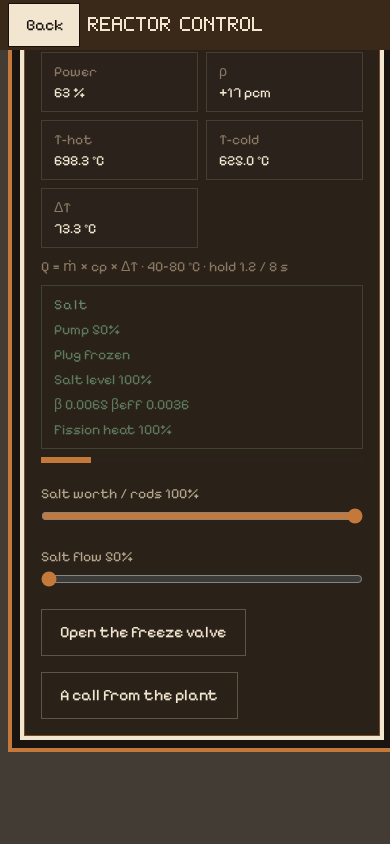 Back
REACTOR CONTROL
Power
63 %
ρ
+17 pcm
T-hot
698.3 °C
T-cold
625.0 °C
ΔT
73.3 °C
Q = ṁ × cp × ΔT · 40-80 °C · hold 1.2 / 8 s
Salt
Pump 50%
Plug frozen
Salt level 100%
β 0.0065 βeff 0.0036
Fission heat 100%
Salt worth / rods 100%
Salt flow 50%
Open the freeze valve
A call from the plant